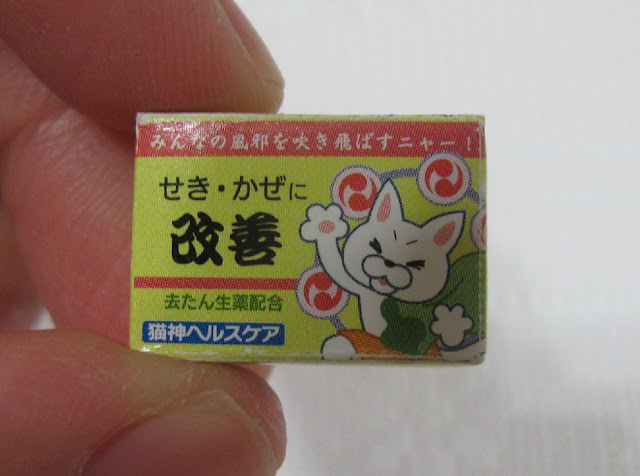 みんなの風邪を吹き飛ばすニャー！
せき・かぜに
改善
去たん生薬配合
猫神ヘルスケア